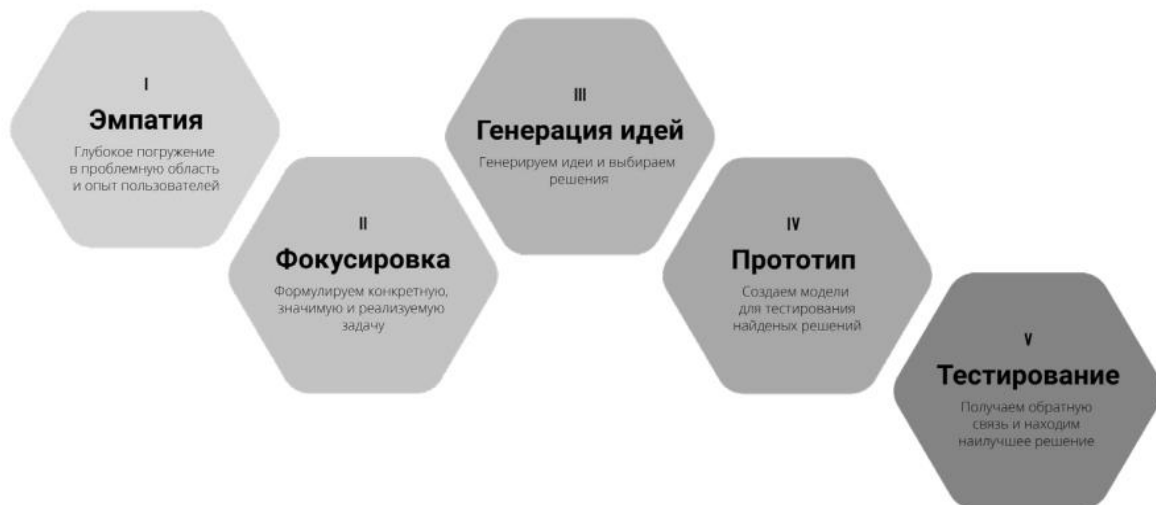 I
Эмпатия
Глубокое погружение
в проблемную область
и опыт пользователей
II
Фокусировка
Формулируем конкретную,
значимую и реализуемую
задачу
III
Генерация идей
Генерируем идеи и выбираем
решения
IV
Прототип
Создаем модели
для тестирования
найденых решений
V
Тестирование
Получаем обратную
связь и находим
наилучшее решение